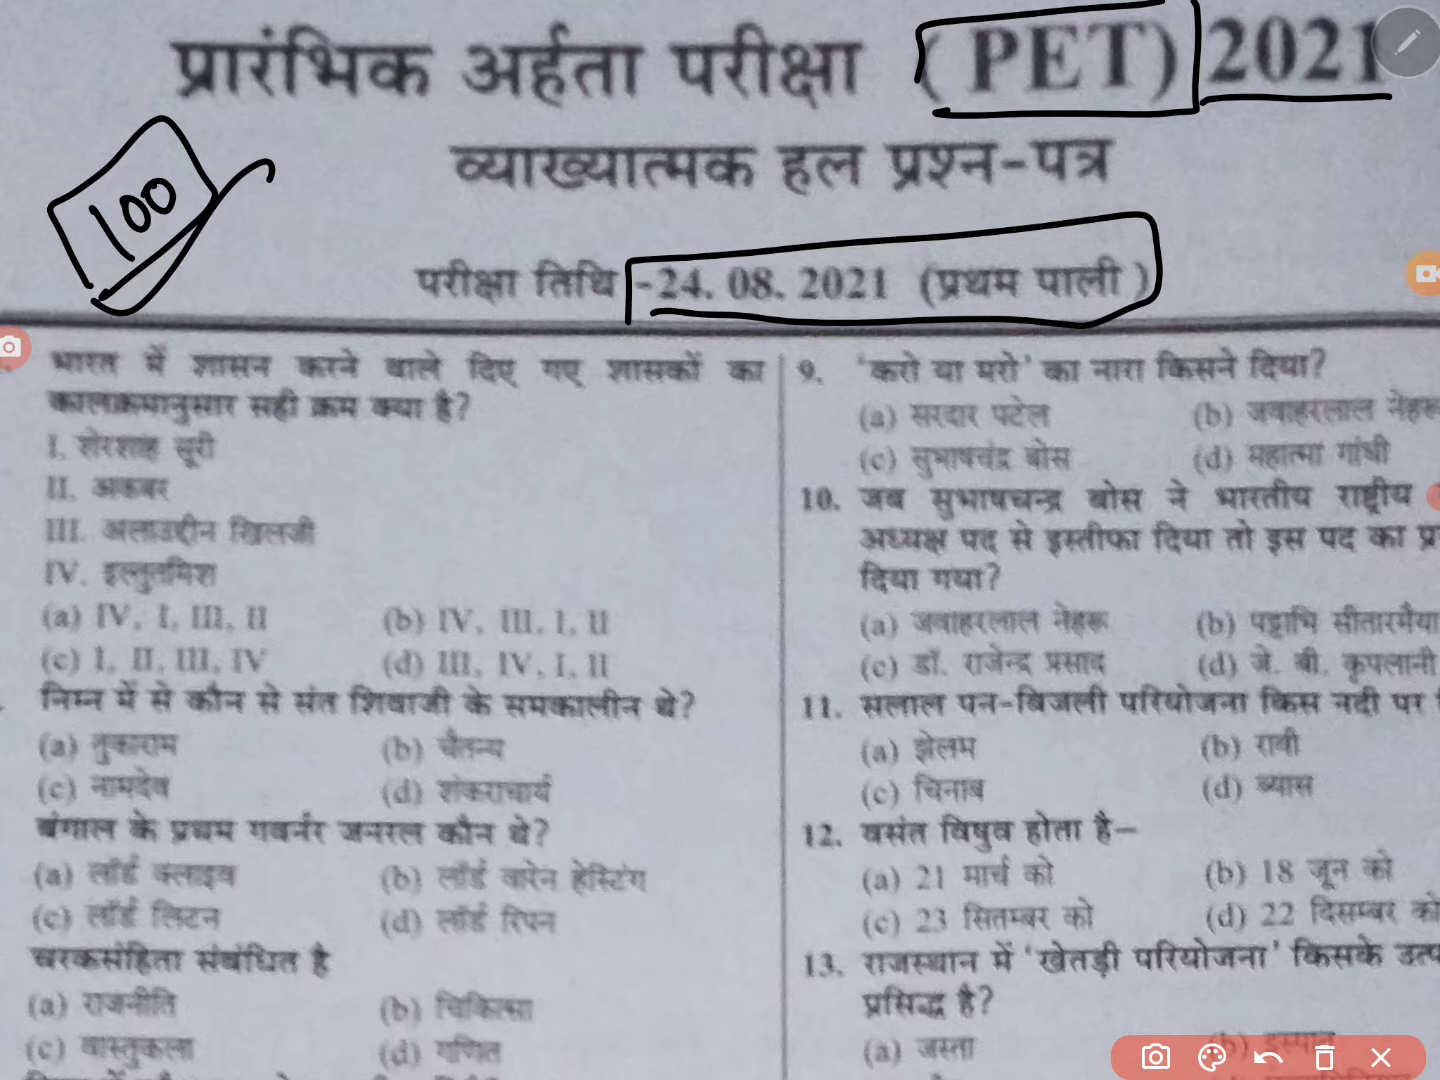 प्रारंभिक अर्हता परीक्षा (PET) 2021
व्याख्यात्मक हल प्रश्न-पत्र
100
परीक्षा तिथि -24. 08. 2021 (प्रथम पाली )
भारत में शासन करने वाले दिए गए शासकों का
कालक्रमानुसार सही क्रम क्या है?
I. शेरशाह सूरी
II. अकबर
III. अलाउद्दीन खिलजी
IV. इल्तुतमिश
(a) IV, I, III, II (b) IV, III, I, II
(c) I, II, III, IV (d) III, IV, I, II
निम्न में से कौन से संत शिवाजी के समकालीन थे?
(a) तुकाराम (b) चैतन्य
(c) नामदेव (d) शंकराचार्य
बंगाल के प्रथम गवर्नर जनरल कौन थे?
(a) लॉर्ड क्लाइव (b) लॉर्ड वारेन हेस्टिंग
(c) लॉर्ड लिटन (d) लॉर्ड रिपन
चरकसंहिता संबंधित है
(a) राजनीति (b) चिकित्सा
(c) वास्तुकला (d) गणित
9. 'करो या मरो' का नारा किसने दिया?
(a) सरदार पटेल (b) जवाहरलाल नेहरू
(c) सुभाषचंद्र बोस (d) महात्मा गांधी
10. जब सुभाषचन्द्र बोस ने भारतीय राष्ट्रीय
अध्यक्ष पद से इस्तीफा दिया तो इस पद का प्र
दिया गया?
(a) जवाहरलाल नेहरू (b) पट्टाभि सीतारमैया
(c) डॉ. राजेन्द्र प्रसाद (d) जे. बी. कृपलानी
11. सलाल पन-बिजली परियोजना किस नदी पर
(a) झेलम (b) रावी
(c) चिनाब (d) ब्यास
12. वसंत विषुव होता है—
(a) 21 मार्च को (b) 18 जून को
(c) 23 सितम्बर को (d) 22 दिसम्बर को
13. राजस्थान में 'खेतड़ी परियोजना' किसके उत्प
प्रसिद्ध है?
(a) जस्ता (b) इस्पात